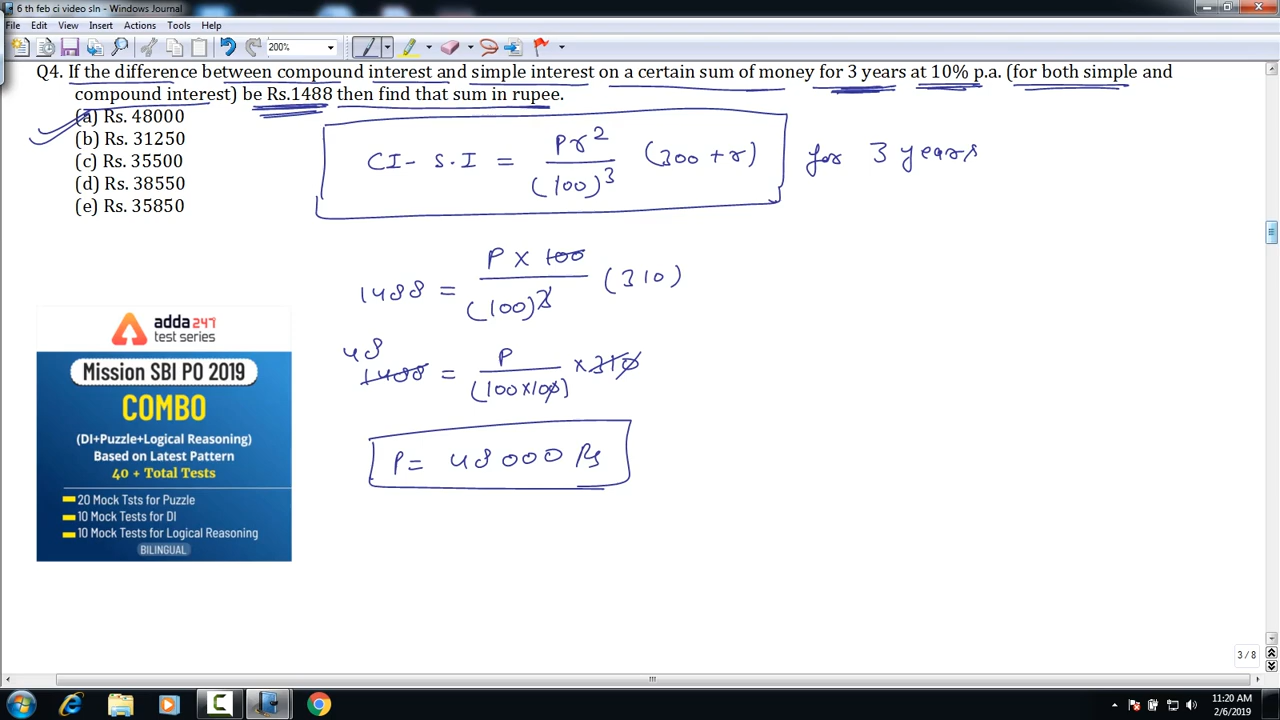 6 th feb ci video sln - Windows Journal
File Edit View Insert Actions Tools Help
200%
Q4. If the difference between compound interest and simple interest on a certain sum of money for 3 years at 10% p.a. (for both simple and
compound interest) be Rs.1488 then find that sum in rupee.
(a) Rs. 48000
(b) Rs. 31250
(c) Rs. 35500
(d) Rs. 38550
(e) Rs. 35850
CI - S.I = Pr² / (100)³ (300 + r) for 3 years
1488 = P × 100 / (100)³ (310)
48
1488 = P / (100×100) × 310
P = 48000 Rs
adda247
test series
Mission SBI PO 2019
COMBO
(DI+Puzzle+Logical Reasoning)
Based on Latest Pattern
40 + Total Tests
20 Mock Tsts for Puzzle
10 Mock Tests for DI
10 Mock Tests for Logical Reasoning
BILINGUAL
3 / 8
11:20 AM
2/6/2019